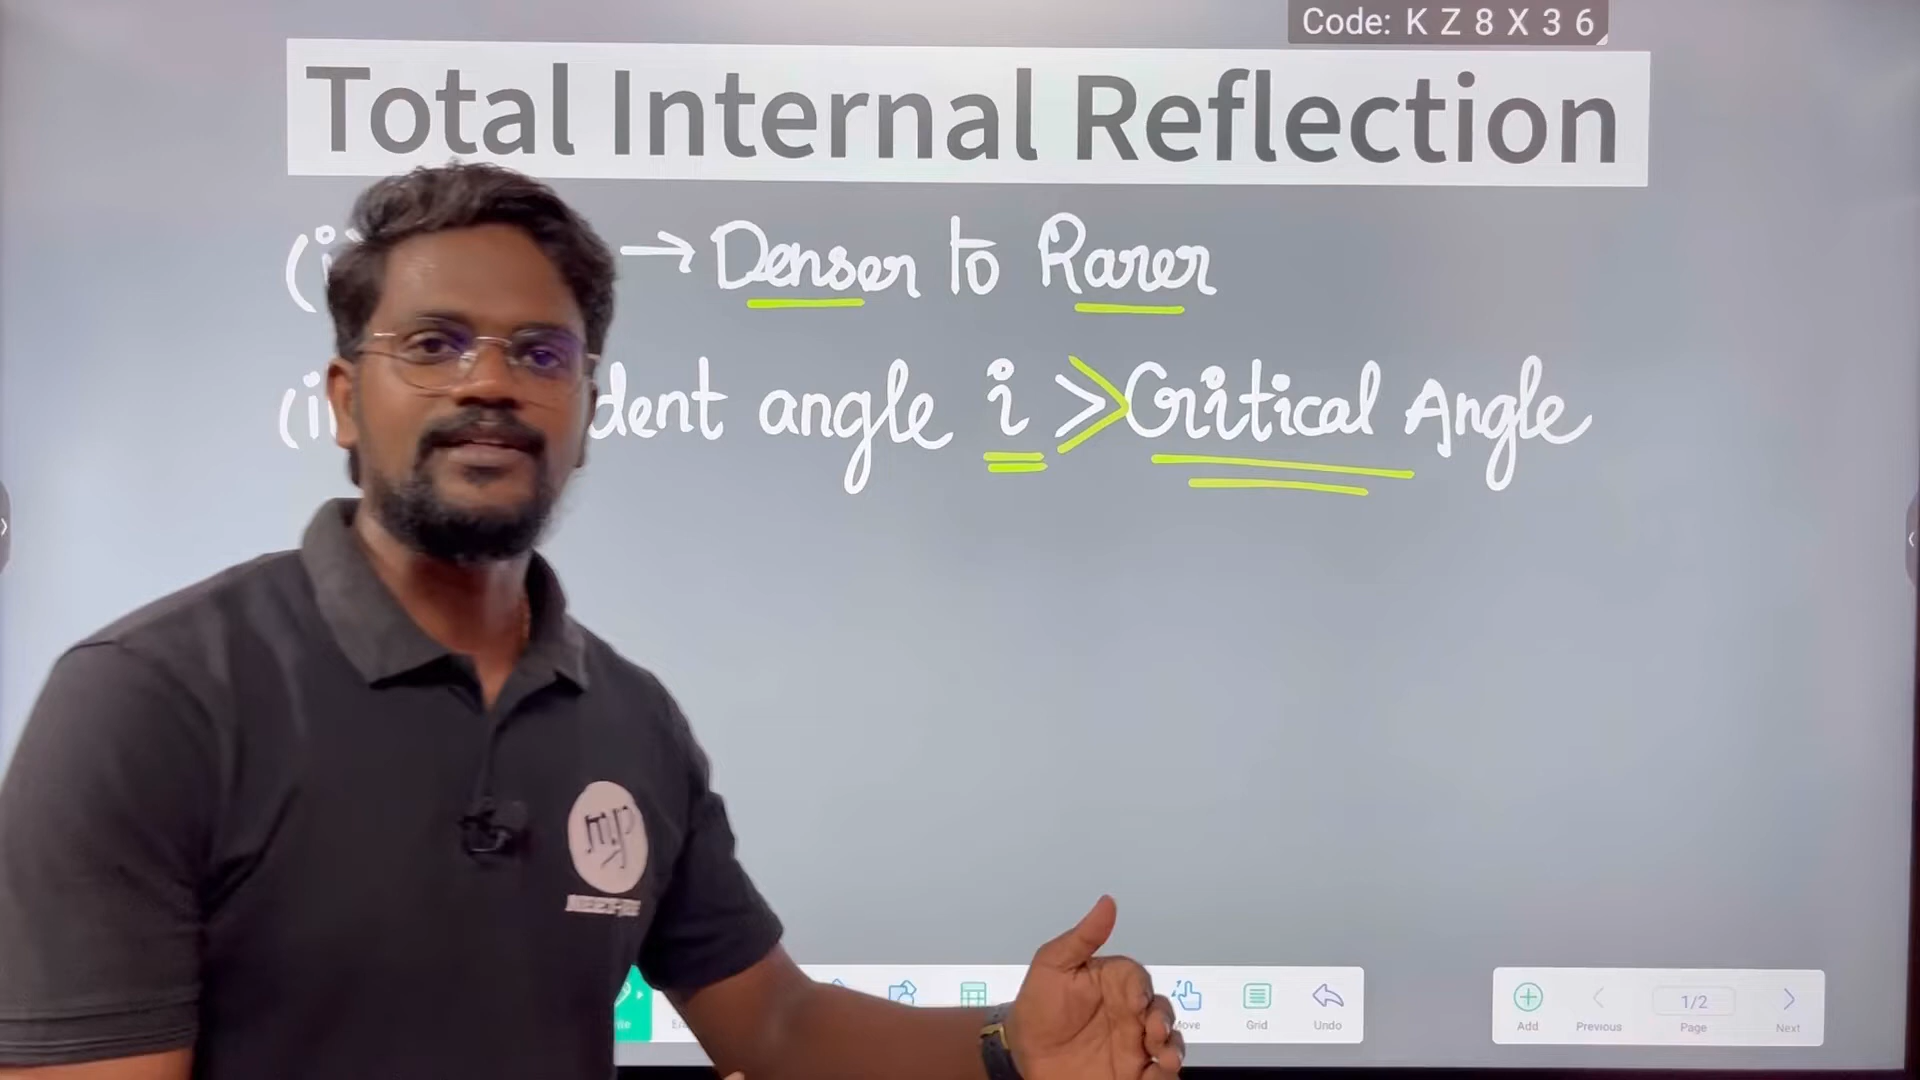 Code: K Z 8 X 3 6
Total Internal Reflection
(i) → Denser to Rarer
dent angle i > Critical Angle
m.p
Move Grid Undo
Add Previous 1/2 Page Next